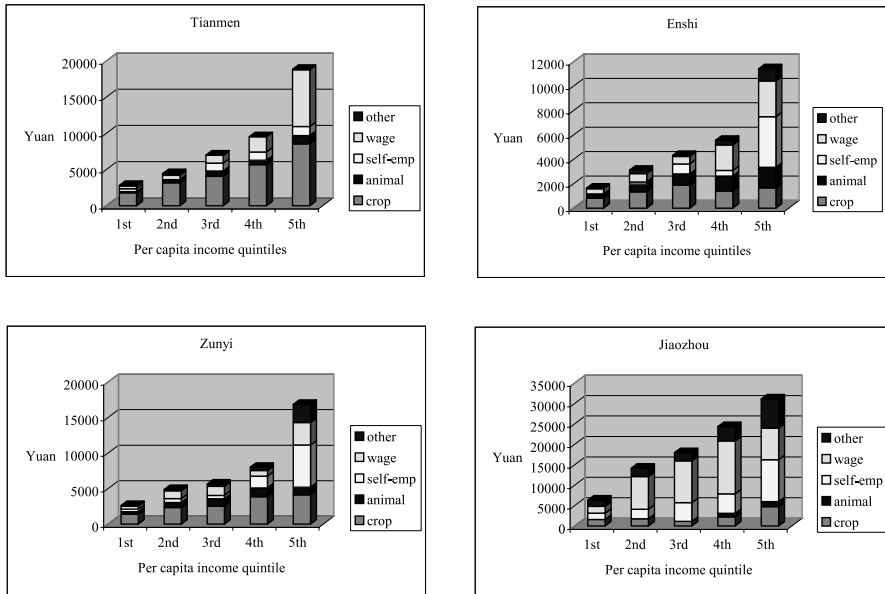 Tianmen
20000
15000
Yuan
10000
5000
0
1st 2nd 3rd 4th 5th
Per capita income quintiles
other
wage
self-emp
animal
crop
Enshi
12000
10000
8000
Yuan
6000
4000
2000
0
1st 2nd 3rd 4th 5th
Per capita income quintiles
other
wage
self-emp
animal
crop
Zunyi
20000
15000
Yuan
10000
5000
0
1st 2nd 3rd 4th 5th
Per capita income quintile
other
wage
self-emp
animal
crop
Jiaozhou
35000
30000
25000
20000
Yuan
15000
10000
5000
0
1st 2nd 3rd 4th 5th
Per capita income quintile
other
wage
self-emp
animal
crop